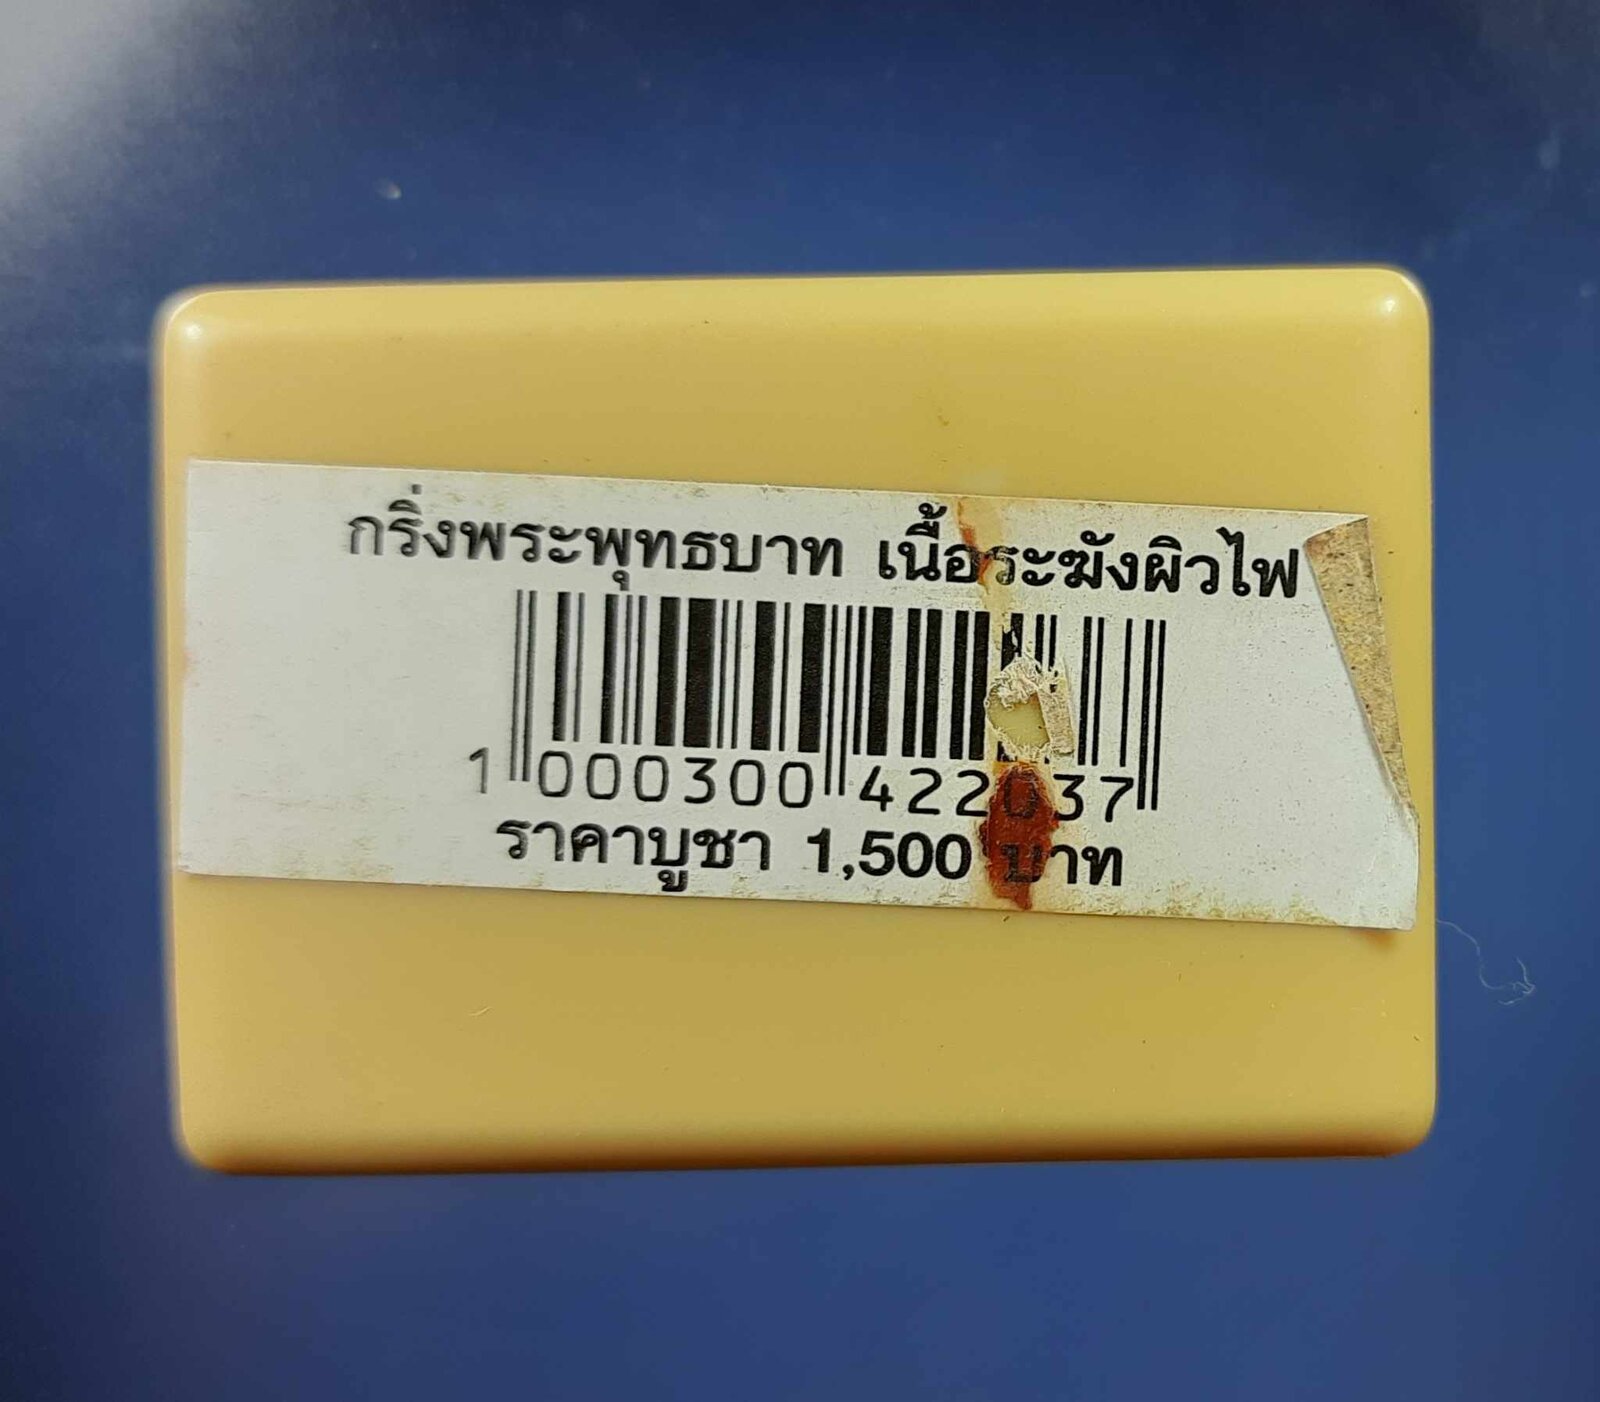 กริ่งพระพุทธบาท เนื้อระฆังผิวไฟ
1 000300 422037
ราคาบูชา 1,500 บาท